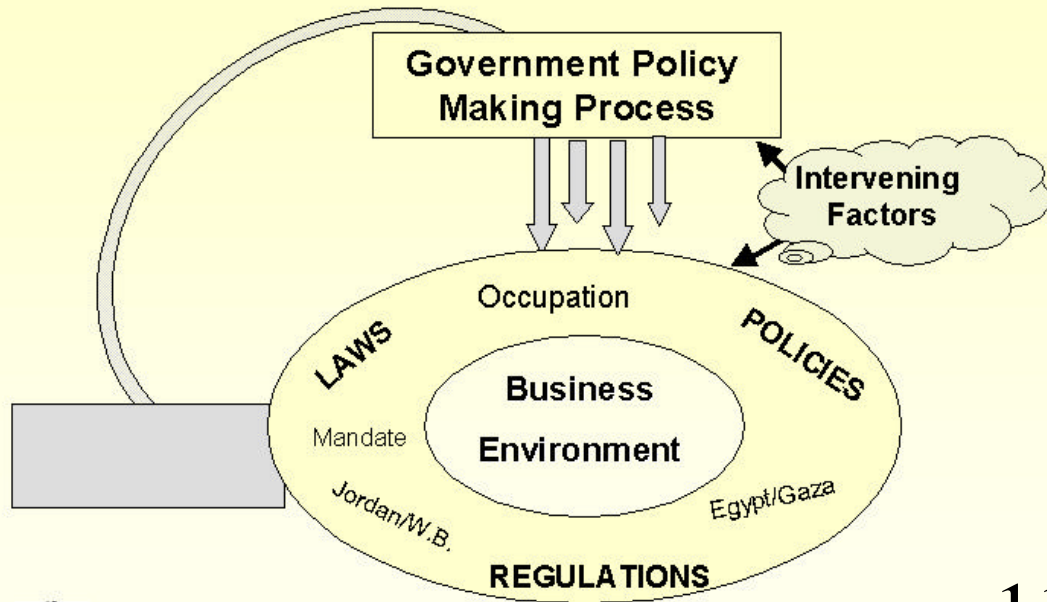 Government Policy
Making Process
Intervening
Factors
Occupation
LAWS
POLICIES
Business
Environment
Mandate
Jordan/W.B.
Egypt/Gaza
REGULATIONS